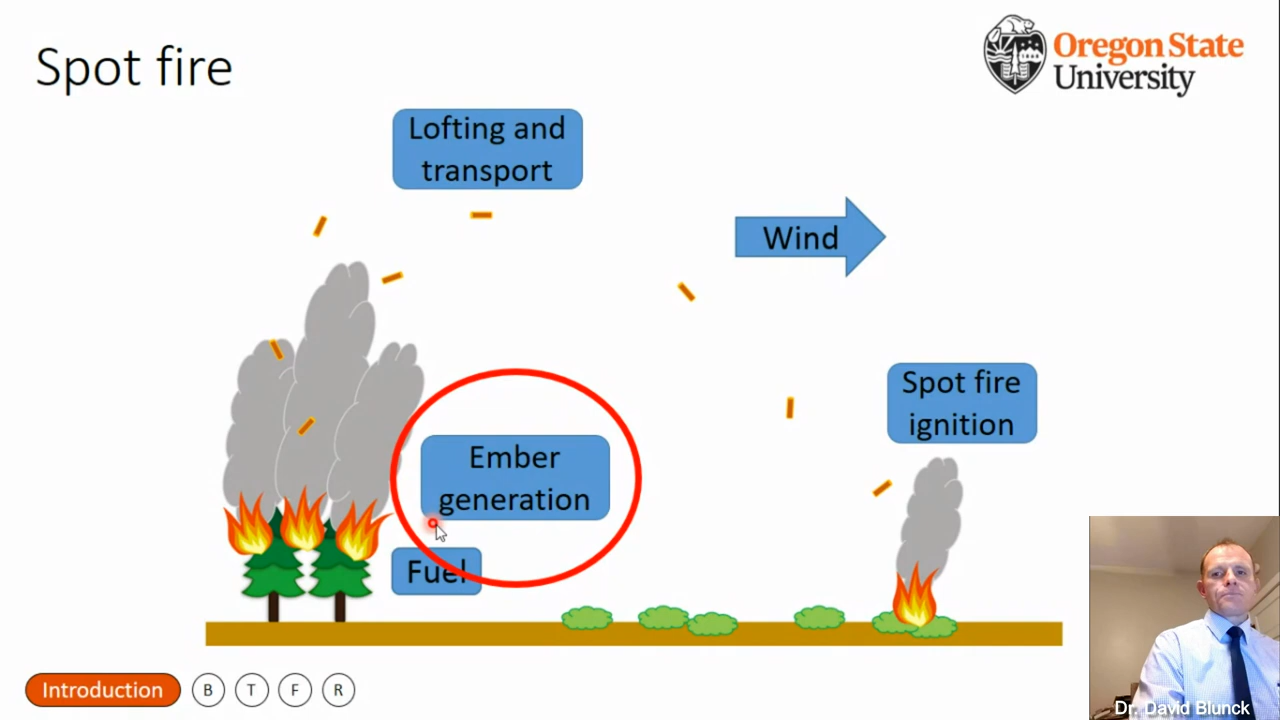 Spot fire
Oregon State
University
Lofting and
transport
Wind
Spot fire
ignition
Ember
generation
Fuel
Introduction
B
T
F
R
Dr. David Blunck